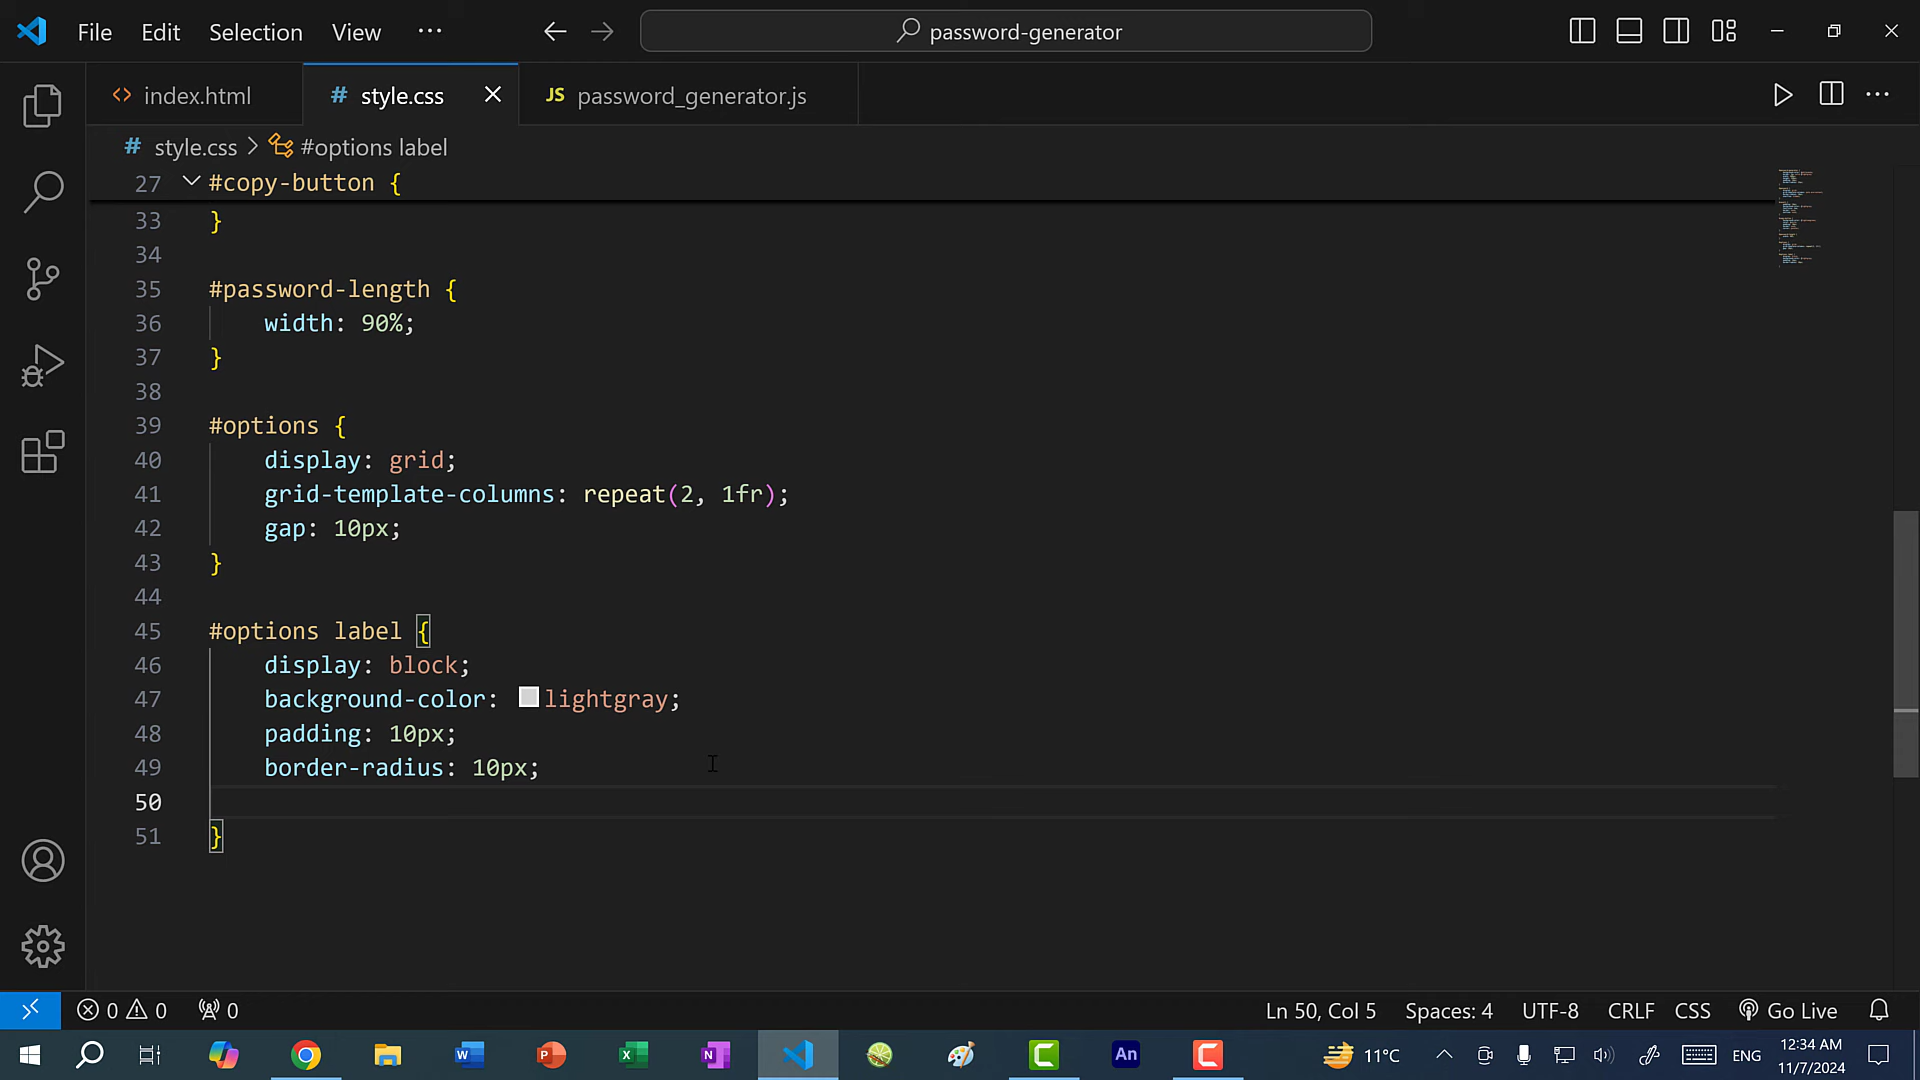 File Edit Selection View ··· password-generator
<> index.html # style.css JS password_generator.js
# style.css > #options label
27 #copy-button {
33 }
34
35 #password-length {
36 width: 90%;
37 }
38
39 #options {
40 display: grid;
41 grid-template-columns: repeat(2, 1fr);
42 gap: 10px;
43 }
44
45 #options label {
46 display: block;
47 background-color: lightgray;
48 padding: 10px;
49 border-radius: 10px;
50
51 }
0 0 0 Ln 50, Col 5 Spaces: 4 UTF-8 CRLF CSS Go Live
W P X N An C 11°C ENG 12:34 AM
11/7/2024